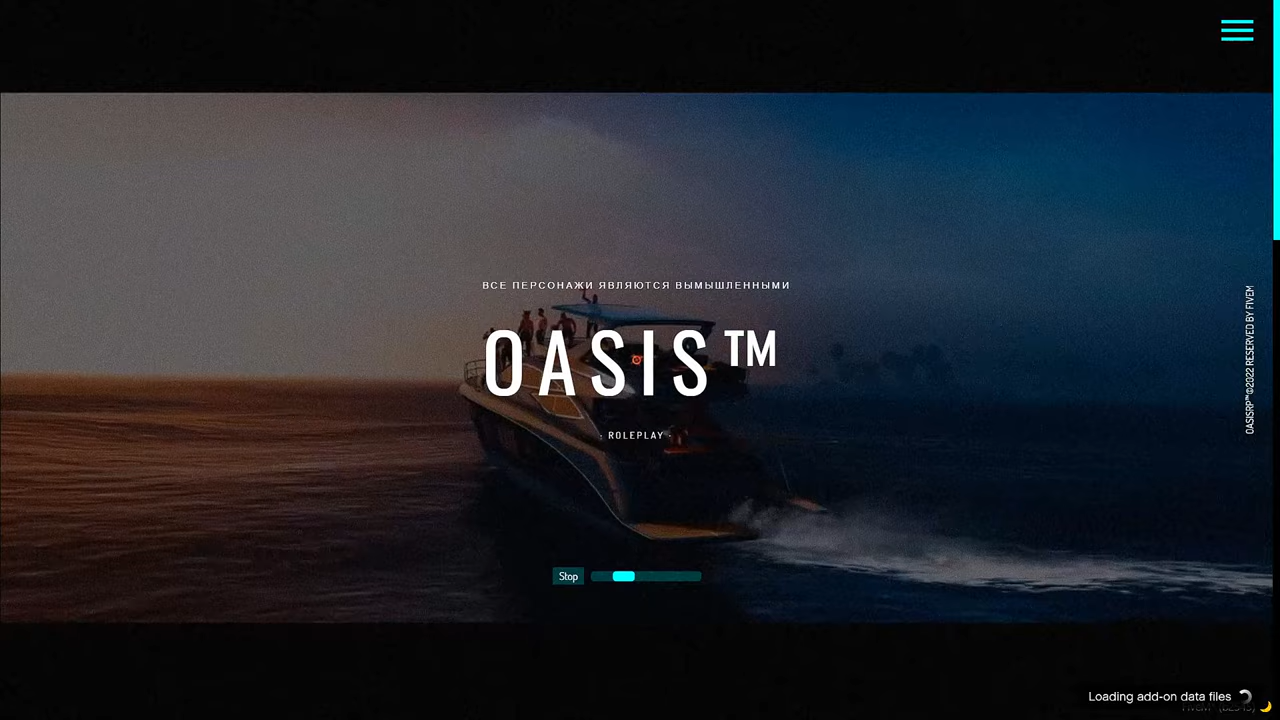 ВСЕ ПЕРСОНАЖИ ЯВЛЯЮТСЯ ВЫМЫШЛЕННЫМИ
OASIS™
· ROLEPLAY ·
OASISRP™©2022 RESERVED BY FIVEM
Stop
Loading add-on data files